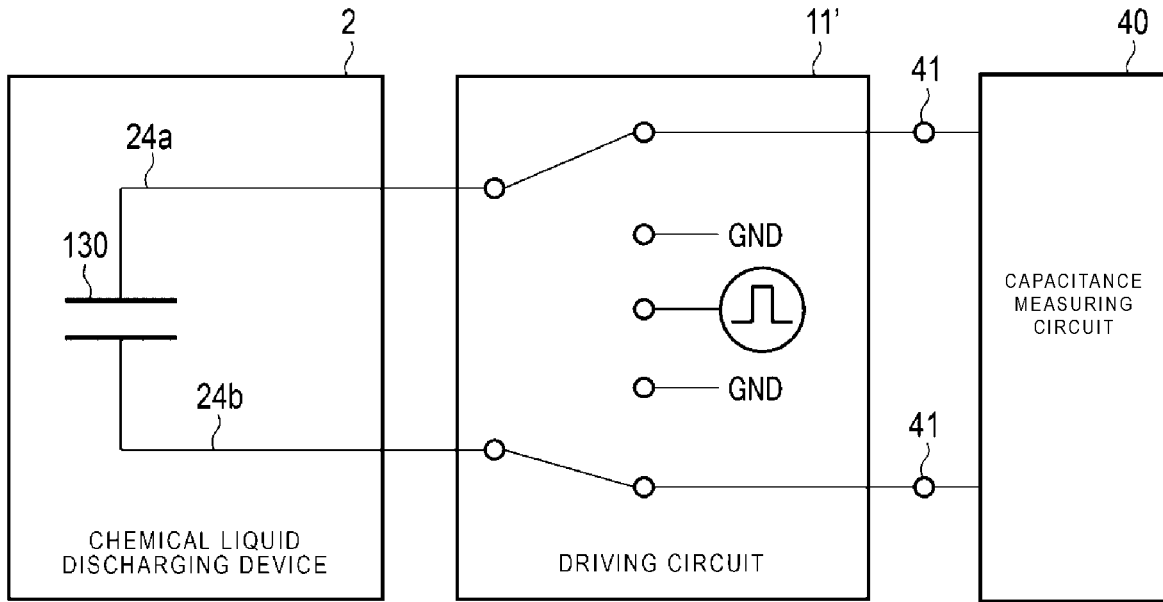 2
11'
40
41
24a
130
GND
GND
CAPACITANCE
MEASURING
CIRCUIT
24b
41
CHEMICAL LIQUID
DISCHARGING DEVICE
DRIVING CIRCUIT